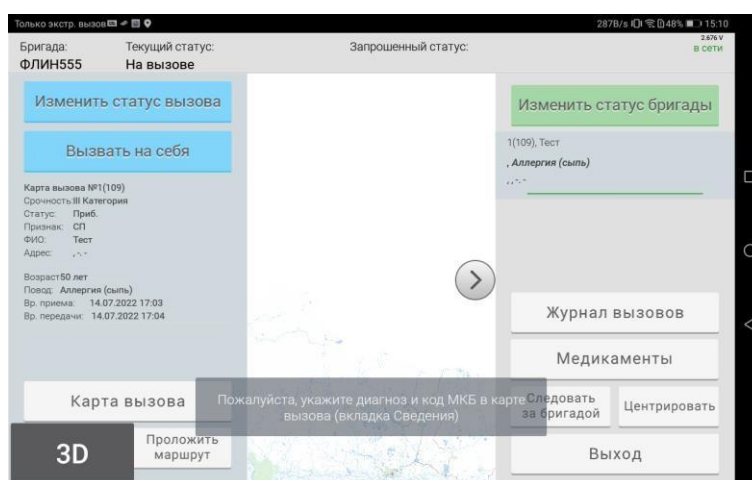 Только экстр. вызов 287B/s 48% 15:10
Бригада: Текущий статус: Запрошенный статус: 2.676 V
ФЛИН555 На вызове в сети
Изменить статус вызова
Вызвать на себя
Карта вызова №1(109)
Срочность III Категория
Статус: Приб.
Признак: СП
ФИО: Тест
Адрес: , -. -
Возраст 50 лет
Повод: Аллергия (сыпь)
Вр. приема: 14.07.2022 17:03
Вр. передачи: 14.07.2022 17:04
Карта вызова
3D
Проложить
маршрут
Пожалуйста, укажите диагноз и код МКБ в карте
вызова (вкладка Сведения)
Изменить статус бригады
1(109), Тест
, Аллергия (сыпь)
, , -. -
Журнал вызовов
Медикаменты
Следовать
за бригадой
Центрировать
Выход